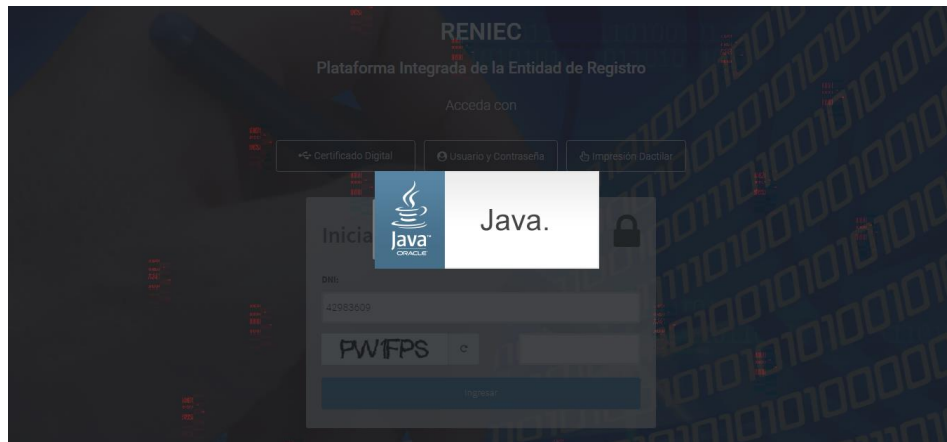 RENIEC
Plataforma Integrada de la Entidad de Registro
Acceda con
Certificado Digital
Usuario y Contraseña
Impresión Dactilar
Java™
ORACLE
Java.
Inicia
DNI:
42983609
PW1FPS
Ingresar